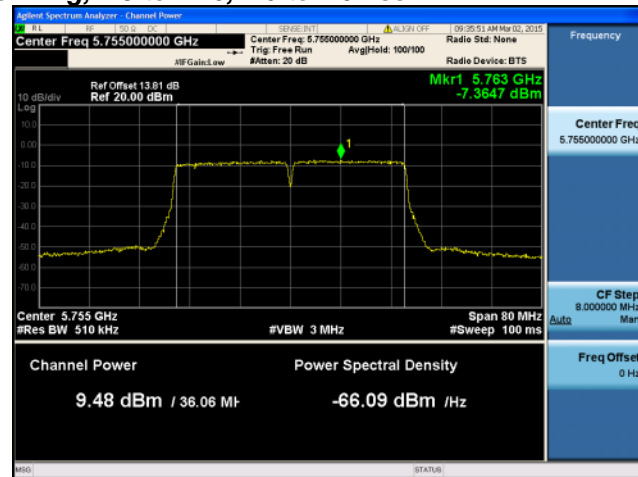 Agilent Spectrum Analyzer - Channel Power
RL RF 50 Ω DC SENSE:INT ALIGN OFF 09:35:51 AM Mar 02, 2015
Center Freq 5.755000000 GHz
Center Freq: 5.755000000 GHz
Radio Std: None
Trig: Free Run Avg|Hold: 100/100
#IFGain:Low
#Atten: 20 dB
Radio Device: BTS
Mkr1 5.763 GHz
-7.3647 dBm
Ref Offset 13.81 dB
10 dB/div Ref 20.00 dBm
Log
10.0
0.00
-10.0
-20.0
-30.0
-40.0
-50.0
-60.0
-70.0
1
Center 5.755 GHz Span 80 MHz
#Res BW 510 kHz #VBW 3 MHz #Sweep 100 ms
Channel Power Power Spectral Density
9.48 dBm / 36.06 MH -66.09 dBm /Hz
MSG STATUS
Frequency
Center Freq
5.755000000 GHz
CF Step
8.000000 MHz
Auto Man
Freq Offset
0 Hz